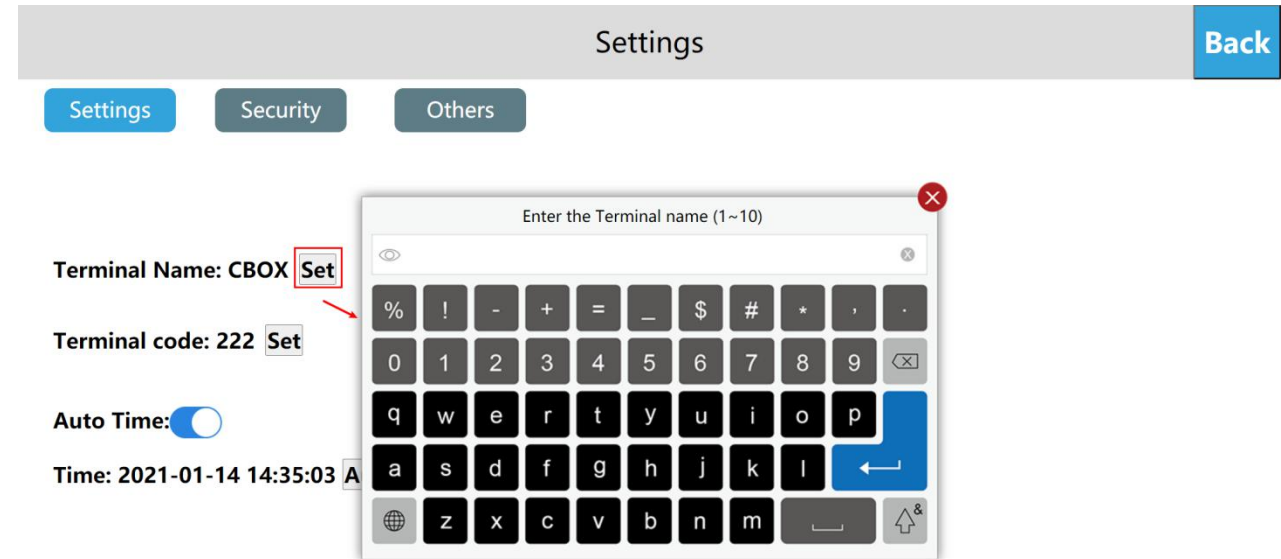 Settings
Back
Settings
Security
Others
Enter the Terminal name (1~10)
Terminal Name: CBOX Set
% ! - + = _ $ # * , .
Terminal code: 222 Set
0 1 2 3 4 5 6 7 8 9
Auto Time:
q w e r t y u i o p
Time: 2021-01-14 14:35:03 A
a s d f g h j k l
z x c v b n m
&